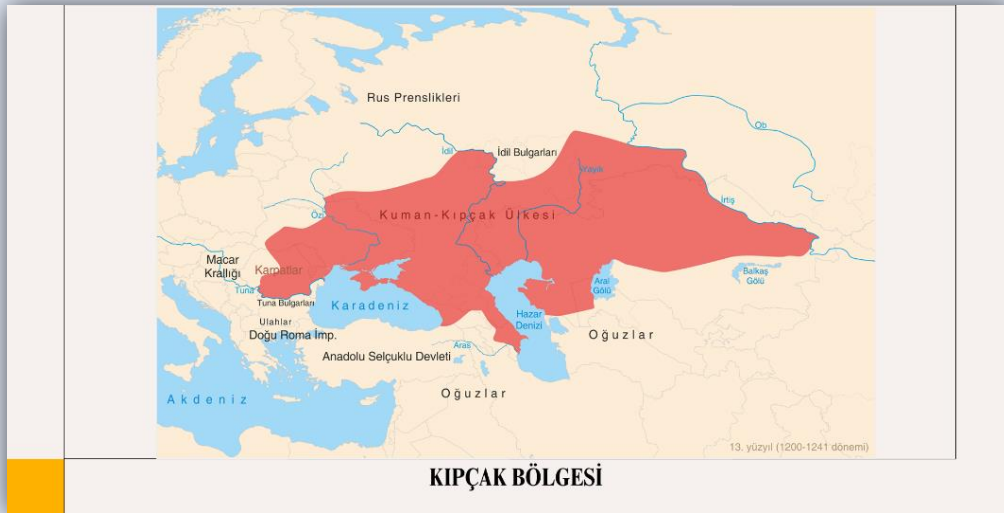 Rus Prenslikleri
Ob
İdil
İdil Bulgarları
Yrayık
İrtiş
Özi
Kuman-Kıpçak Ülkesi
Macar
Krallığı
Karpatlar
Tuna
Tuna Bulgarları
Ulahlar
Doğu Roma İmp.
Karadeniz
Hazar
Denizi
Aral
Gölü
Balkaş
Gölü
Oğuzlar
Aras
Anadolu Selçuklu Devleti
Oğuzlar
Akdeniz
13. yüzyıl (1200-1241 dönemi)
KIPÇAK BÖLGESİ